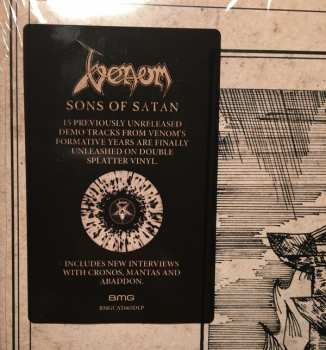 Venom
SONS OF SATAN
15 PREVIOUSLY UNRELEASED
DEMO TRACKS FROM VENOM'S
FORMATIVE YEARS ARE FINALLY
UNLEASHED ON DOUBLE
SPLATTER VINYL.
INCLUDES NEW INTERVIEWS
WITH CRONOS, MANTAS AND
ABADDON.
BMG